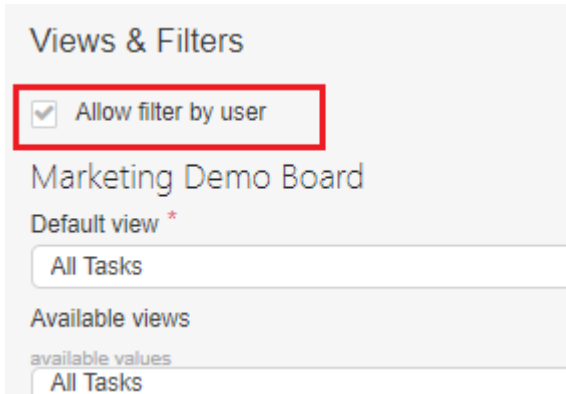 Views & Filters
Allow filter by user
Marketing Demo Board
Default view *
All Tasks
Available views
available values
All Tasks